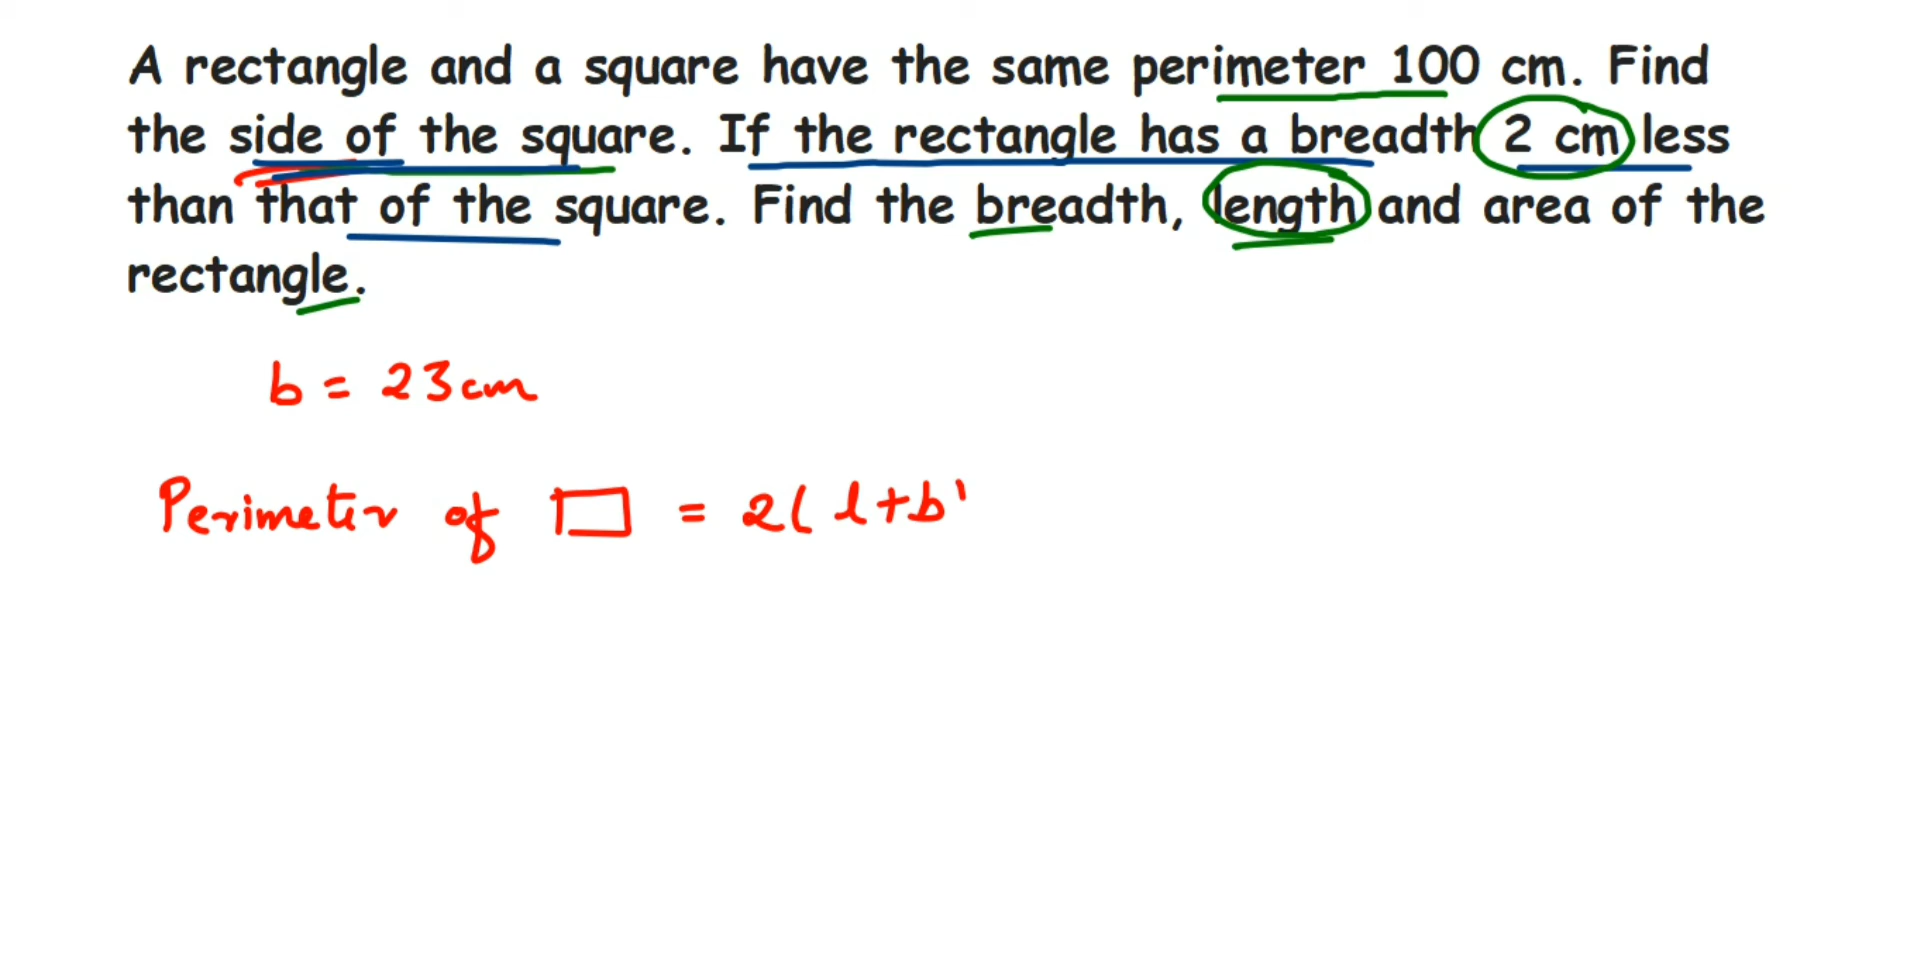 A rectangle and a square have the same perimeter 100 cm. Find
the side of the square. If the rectangle has a breadth 2 cm less
than that of the square. Find the breadth, length and area of the
rectangle.
b = 23cm
Perimeter of = 2( l+b